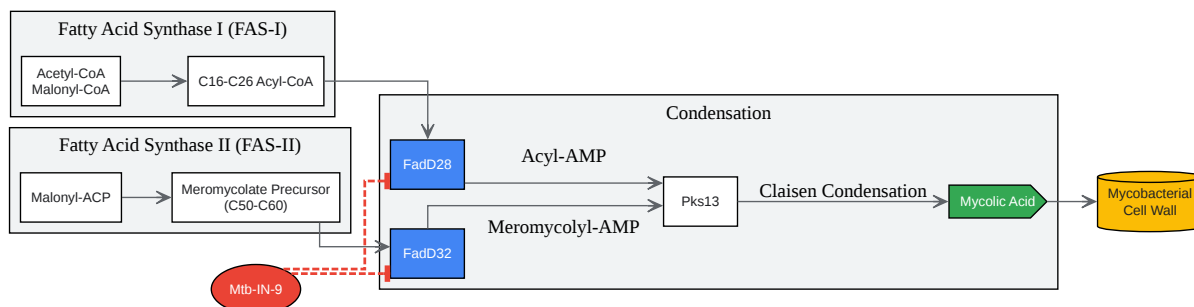 Fatty Acid Synthase I (FAS-I)
Acetyl-CoA
Malonyl-CoA
C16-C26 Acyl-CoA
Fatty Acid Synthase II (FAS-II)
Malonyl-ACP
Meromycolate Precursor
(C50-C60)
Condensation
FadD28
Acyl-AMP
FadD32
Meromycolyl-AMP
Pks13
Claisen Condensation
Mycolic Acid
Mycobacterial
Cell Wall
Mtb-IN-9